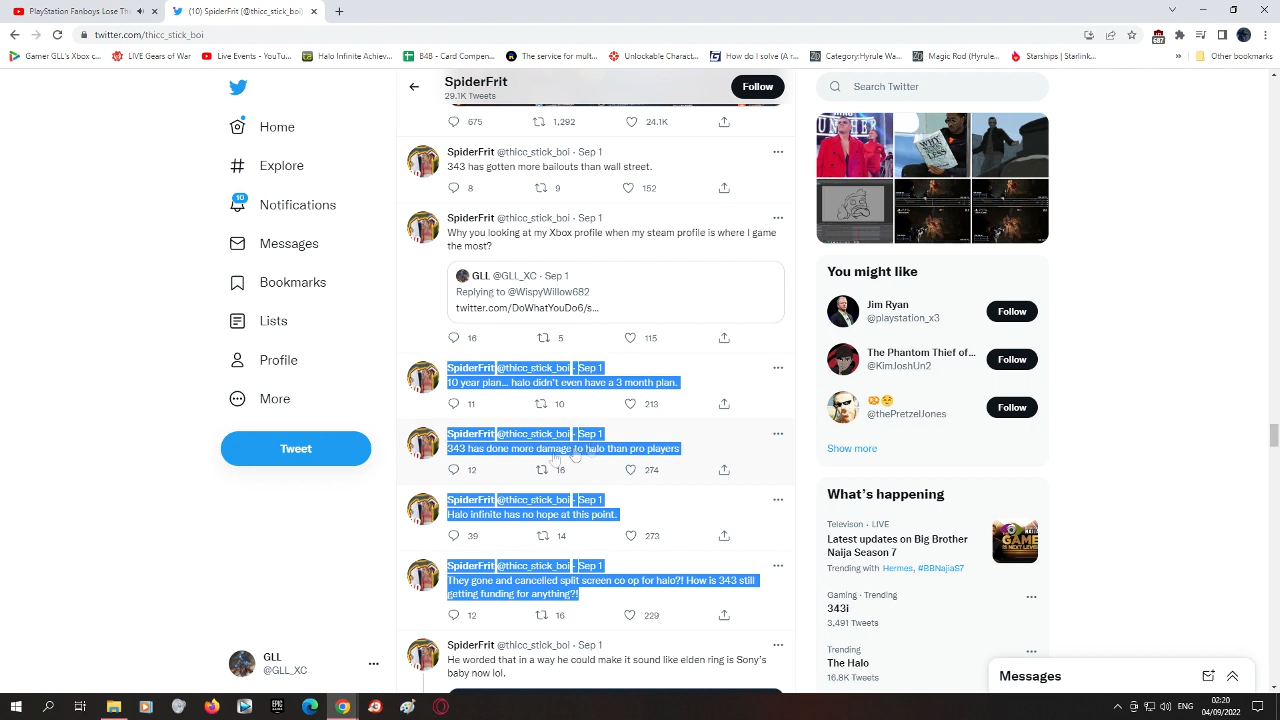 PlayStation Fanboys Lose Th
(10) SpiderFrit (@thicc_stick_boi)
twitter.com/thicc_stick_boi
687
Gamer GLL's Xbox c...
LIVE Gears of War
Live Events - YouTu...
Halo Infinite Achiev...
B4B - Card Compen...
The service for mult...
Unlockable Charact...
How do I solve (A r...
Category:Hyrule Wa...
Magic Rod (Hyrule...
Starships | Starlink...
»
Other bookmarks
SpiderFrit
29.1K Tweets
Follow
Search Twitter
Home
Explore
10
Notifications
Messages
Bookmarks
Lists
Profile
More
Tweet
GLL
@GLL_XC
675 1,292 24.1K
SpiderFrit @thicc_stick_boi · Sep 1
343 has gotten more bailouts than wall street.
8 9 152
SpiderFrit @thicc_stick_boi · Sep 1
Why you looking at my Xbox profile when my steam profile is where I game
the most?
GLL @GLL_XC · Sep 1
Replying to @WispyWillow682
twitter.com/DoWhatYouDo6/s...
16 5 115
SpiderFrit @thicc_stick_boi · Sep 1
10 year plan... halo didn't even have a 3 month plan.
11 10 213
SpiderFrit @thicc_stick_boi · Sep 1
343 has done more damage to halo than pro players
12 16 274
SpiderFrit @thicc_stick_boi · Sep 1
Halo infinite has no hope at this point.
39 14 273
SpiderFrit @thicc_stick_boi · Sep 1
They gone and cancelled split screen co op for halo?! How is 343 still
getting funding for anything?!
12 16 229
SpiderFrit @thicc_stick_boi · Sep 1
He worded that in a way he could make it sound like elden ring is Sony's
baby now lol.
You might like
Jim Ryan
@playstation_x3
Follow
The Phantom Thief of...
@KimJoshUn2
Follow
@thePretzelJones
Follow
Show more
What's happening
Televison · LIVE
Latest updates on Big Brother
Naija Season 7
Trending with Hermes, #BBNajiaS7
Gaming · Trending
343i
3,491 Tweets
Trending
The Halo
16.8K Tweets
Messages
ENG
02:20
04/09/2022